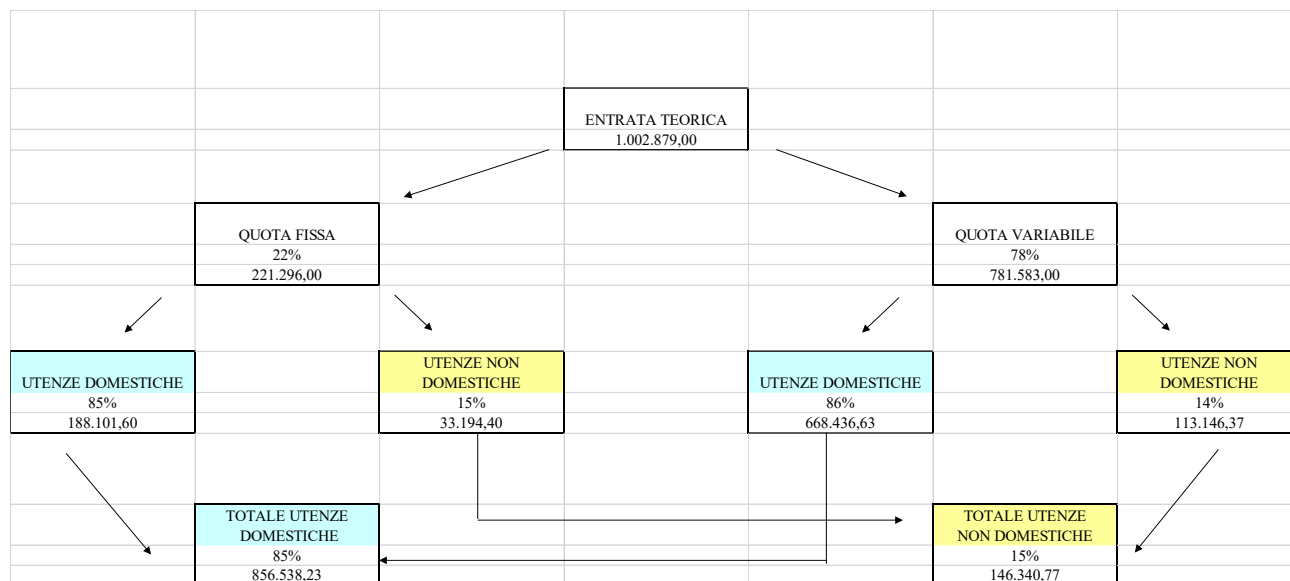 ENTRATA TEORICA
1.002.879,00
QUOTA FISSA
22%
221.296,00
QUOTA VARIABILE
78%
781.583,00
UTENZE DOMESTICHE
85%
188.101,60
UTENZE NON
DOMESTICHE
15%
33.194,40
UTENZE DOMESTICHE
86%
668.436,63
UTENZE NON
DOMESTICHE
14%
113.146,37
TOTALE UTENZE
DOMESTICHE
85%
856.538,23
TOTALE UTENZE
NON DOMESTICHE
15%
146.340,77